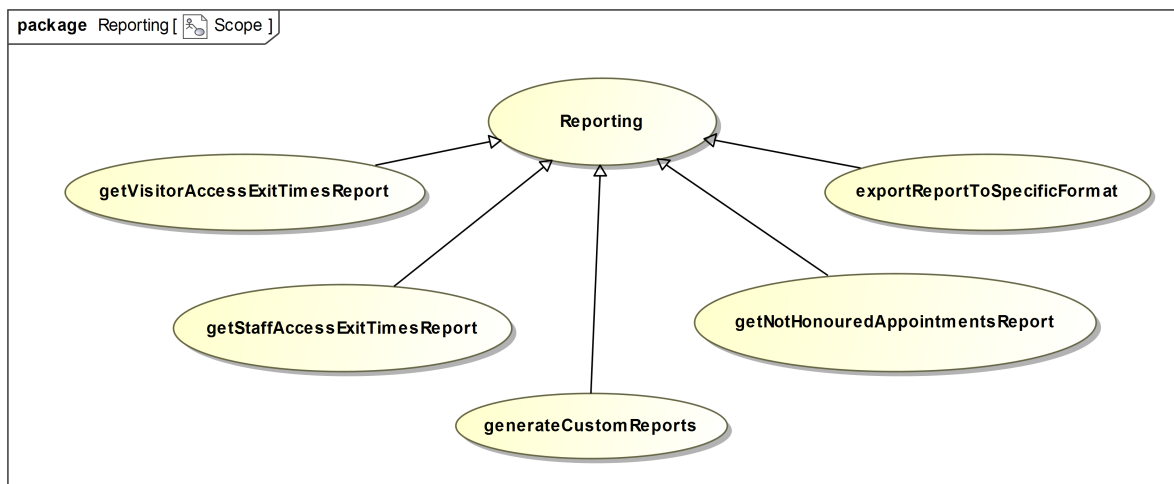 package Reporting [ Scope ]
Reporting
getVisitorAccessExitTimesReport
exportReportToSpecificFormat
getStaffAccessExitTimesReport
getNotHonouredAppointmentsReport
generateCustomReports